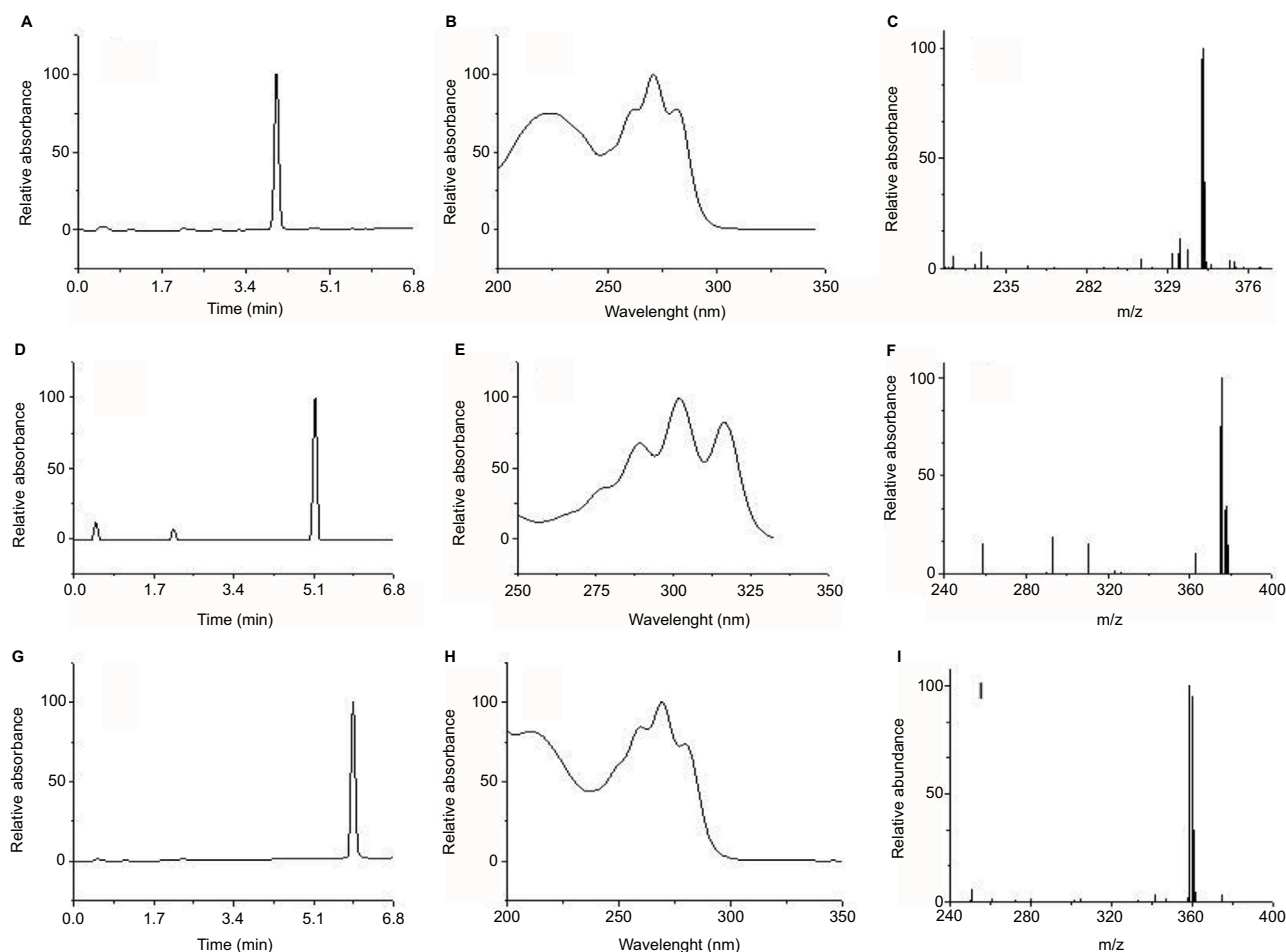 A
Relative absorbance
100
50
0
0.0 1.7 3.4 5.1 6.8
Time (min)
B
Relative absorbance
100
50
0
200 250 300 350
Wavelenght (nm)
C
Relative absorbance
100
50
0
235 282 329 376
m/z
D
Relative absorbance
100
50
0
0.0 1.7 3.4 5.1 6.8
Time (min)
E
Relative absorbance
100
50
0
250 275 300 325 350
Wavelenght (nm)
F
Relative absorbance
100
50
0
240 280 320 360 400
m/z
G
Relative absorbance
100
50
0
0.0 1.7 3.4 5.1 6.8
Time (min)
H
Relative absorbance
100
50
0
200 250 300 350
Wavelenght (nm)
I
I
Relative abundance
100
50
0
240 280 320 360 400
m/z